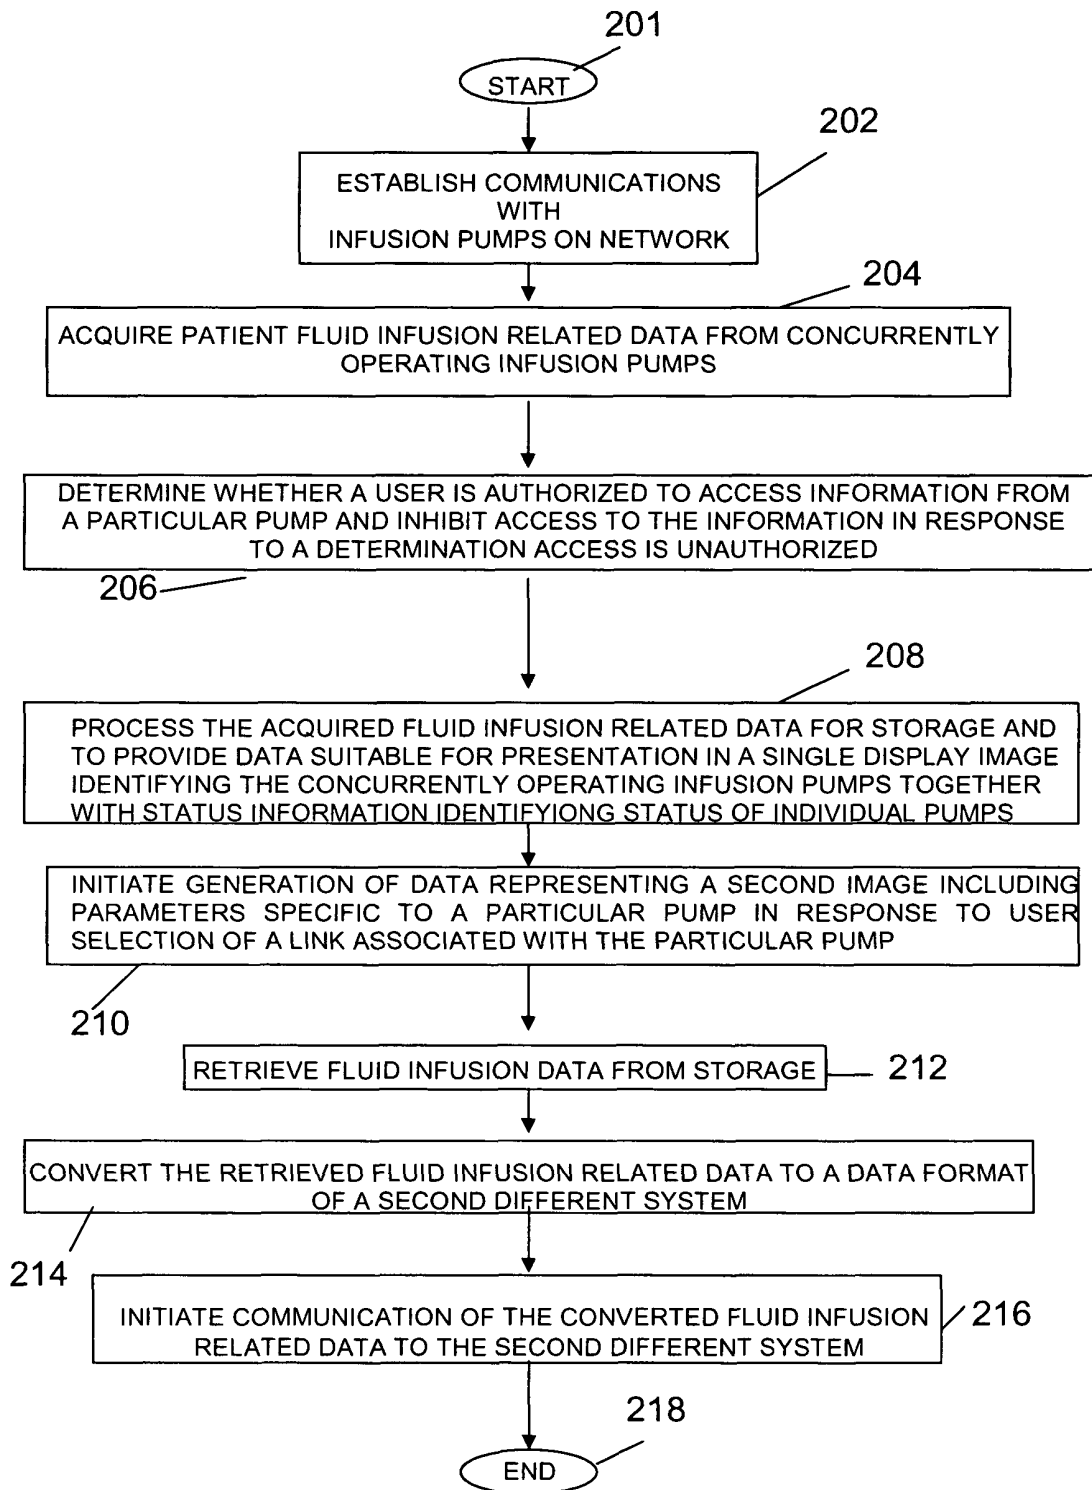 201
START
202
ESTABLISH COMMUNICATIONS
WITH
INFUSION PUMPS ON NETWORK
204
ACQUIRE PATIENT FLUID INFUSION RELATED DATA FROM CONCURRENTLY
OPERATING INFUSION PUMPS
DETERMINE WHETHER A USER IS AUTHORIZED TO ACCESS INFORMATION FROM
A PARTICULAR PUMP AND INHIBIT ACCESS TO THE INFORMATION IN RESPONSE
TO A DETERMINATION ACCESS IS UNAUTHORIZED
206
208
PROCESS THE ACQUIRED FLUID INFUSION RELATED DATA FOR STORAGE AND
TO PROVIDE DATA SUITABLE FOR PRESENTATION IN A SINGLE DISPLAY IMAGE
IDENTIFYING THE CONCURRENTLY OPERATING INFUSION PUMPS TOGETHER
WITH STATUS INFORMATION IDENTIFYIONG STATUS OF INDIVIDUAL PUMPS
INITIATE GENERATION OF DATA REPRESENTING A SECOND IMAGE INCLUDING
PARAMETERS SPECIFIC TO A PARTICULAR PUMP IN RESPONSE TO USER
SELECTION OF A LINK ASSOCIATED WITH THE PARTICULAR PUMP
210
RETRIEVE FLUID INFUSION DATA FROM STORAGE
212
CONVERT THE RETRIEVED FLUID INFUSION RELATED DATA TO A DATA FORMAT
OF A SECOND DIFFERENT SYSTEM
214
INITIATE COMMUNICATION OF THE CONVERTED FLUID INFUSION
RELATED DATA TO THE SECOND DIFFERENT SYSTEM
216
218
END